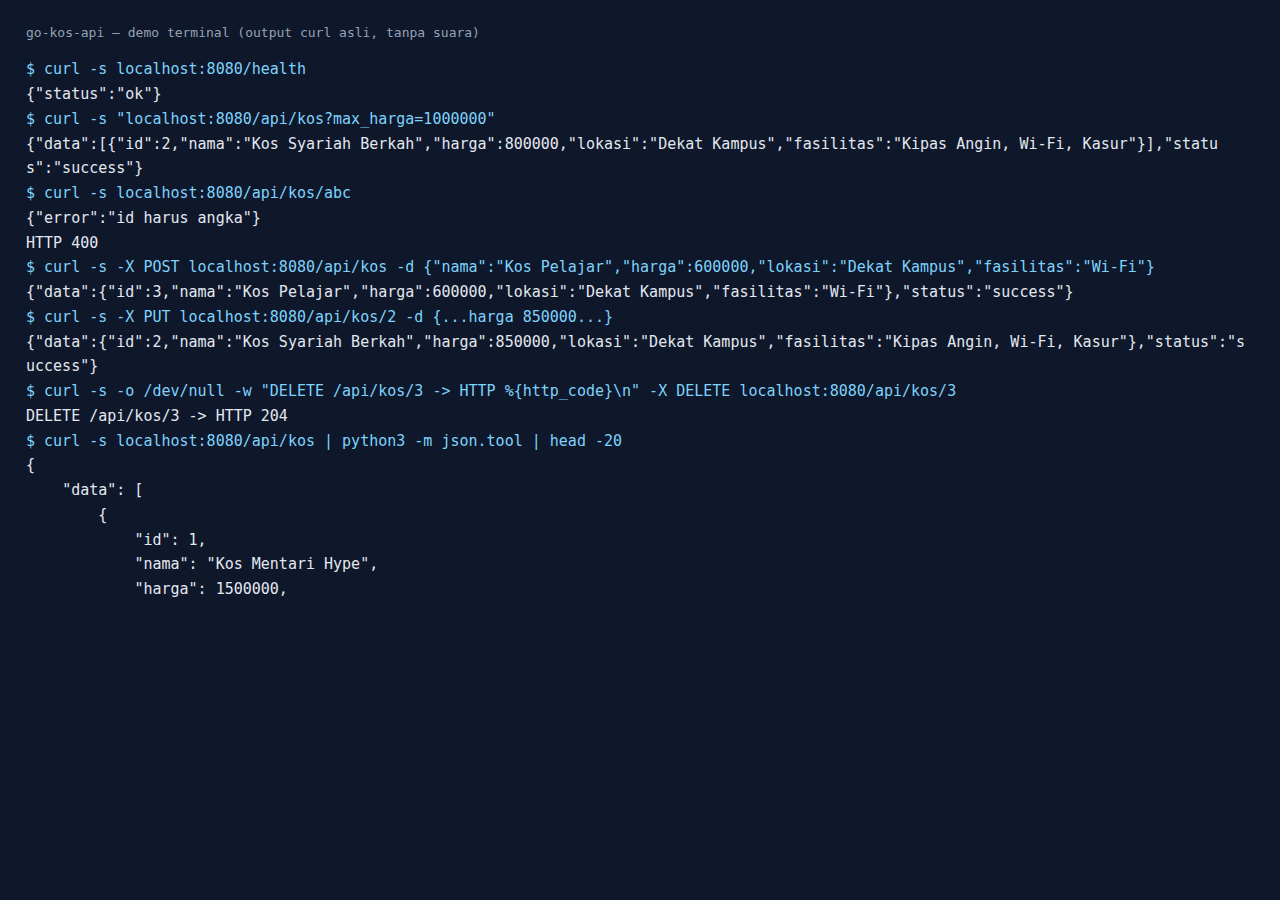 go-kos-api — demo terminal (output curl asli, tanpa suara)
$ curl -s localhost:8080/health
{"status":"ok"}
$ curl -s "localhost:8080/api/kos?max_harga=1000000"
{"data":[{"id":2,"nama":"Kos Syariah Berkah","harga":800000,"lokasi":"Dekat Kampus","fasilitas":"Kipas Angin, Wi-Fi, Kasur"}],"statu
s":"success"}
$ curl -s localhost:8080/api/kos/abc
{"error":"id harus angka"}
HTTP 400
$ curl -s -X POST localhost:8080/api/kos -d {"nama":"Kos Pelajar","harga":600000,"lokasi":"Dekat Kampus","fasilitas":"Wi-Fi"}
{"data":{"id":3,"nama":"Kos Pelajar","harga":600000,"lokasi":"Dekat Kampus","fasilitas":"Wi-Fi"},"status":"success"}
$ curl -s -X PUT localhost:8080/api/kos/2 -d {...harga 850000...}
{"data":{"id":2,"nama":"Kos Syariah Berkah","harga":850000,"lokasi":"Dekat Kampus","fasilitas":"Kipas Angin, Wi-Fi, Kasur"},"status":"s
uccess"}
$ curl -s -o /dev/null -w "DELETE /api/kos/3 -> HTTP %{http_code}\n" -X DELETE localhost:8080/api/kos/3
DELETE /api/kos/3 -> HTTP 204
$ curl -s localhost:8080/api/kos | python3 -m json.tool | head -20
{
    "data": [
        {
            "id": 1,
            "nama": "Kos Mentari Hype",
            "harga": 1500000,